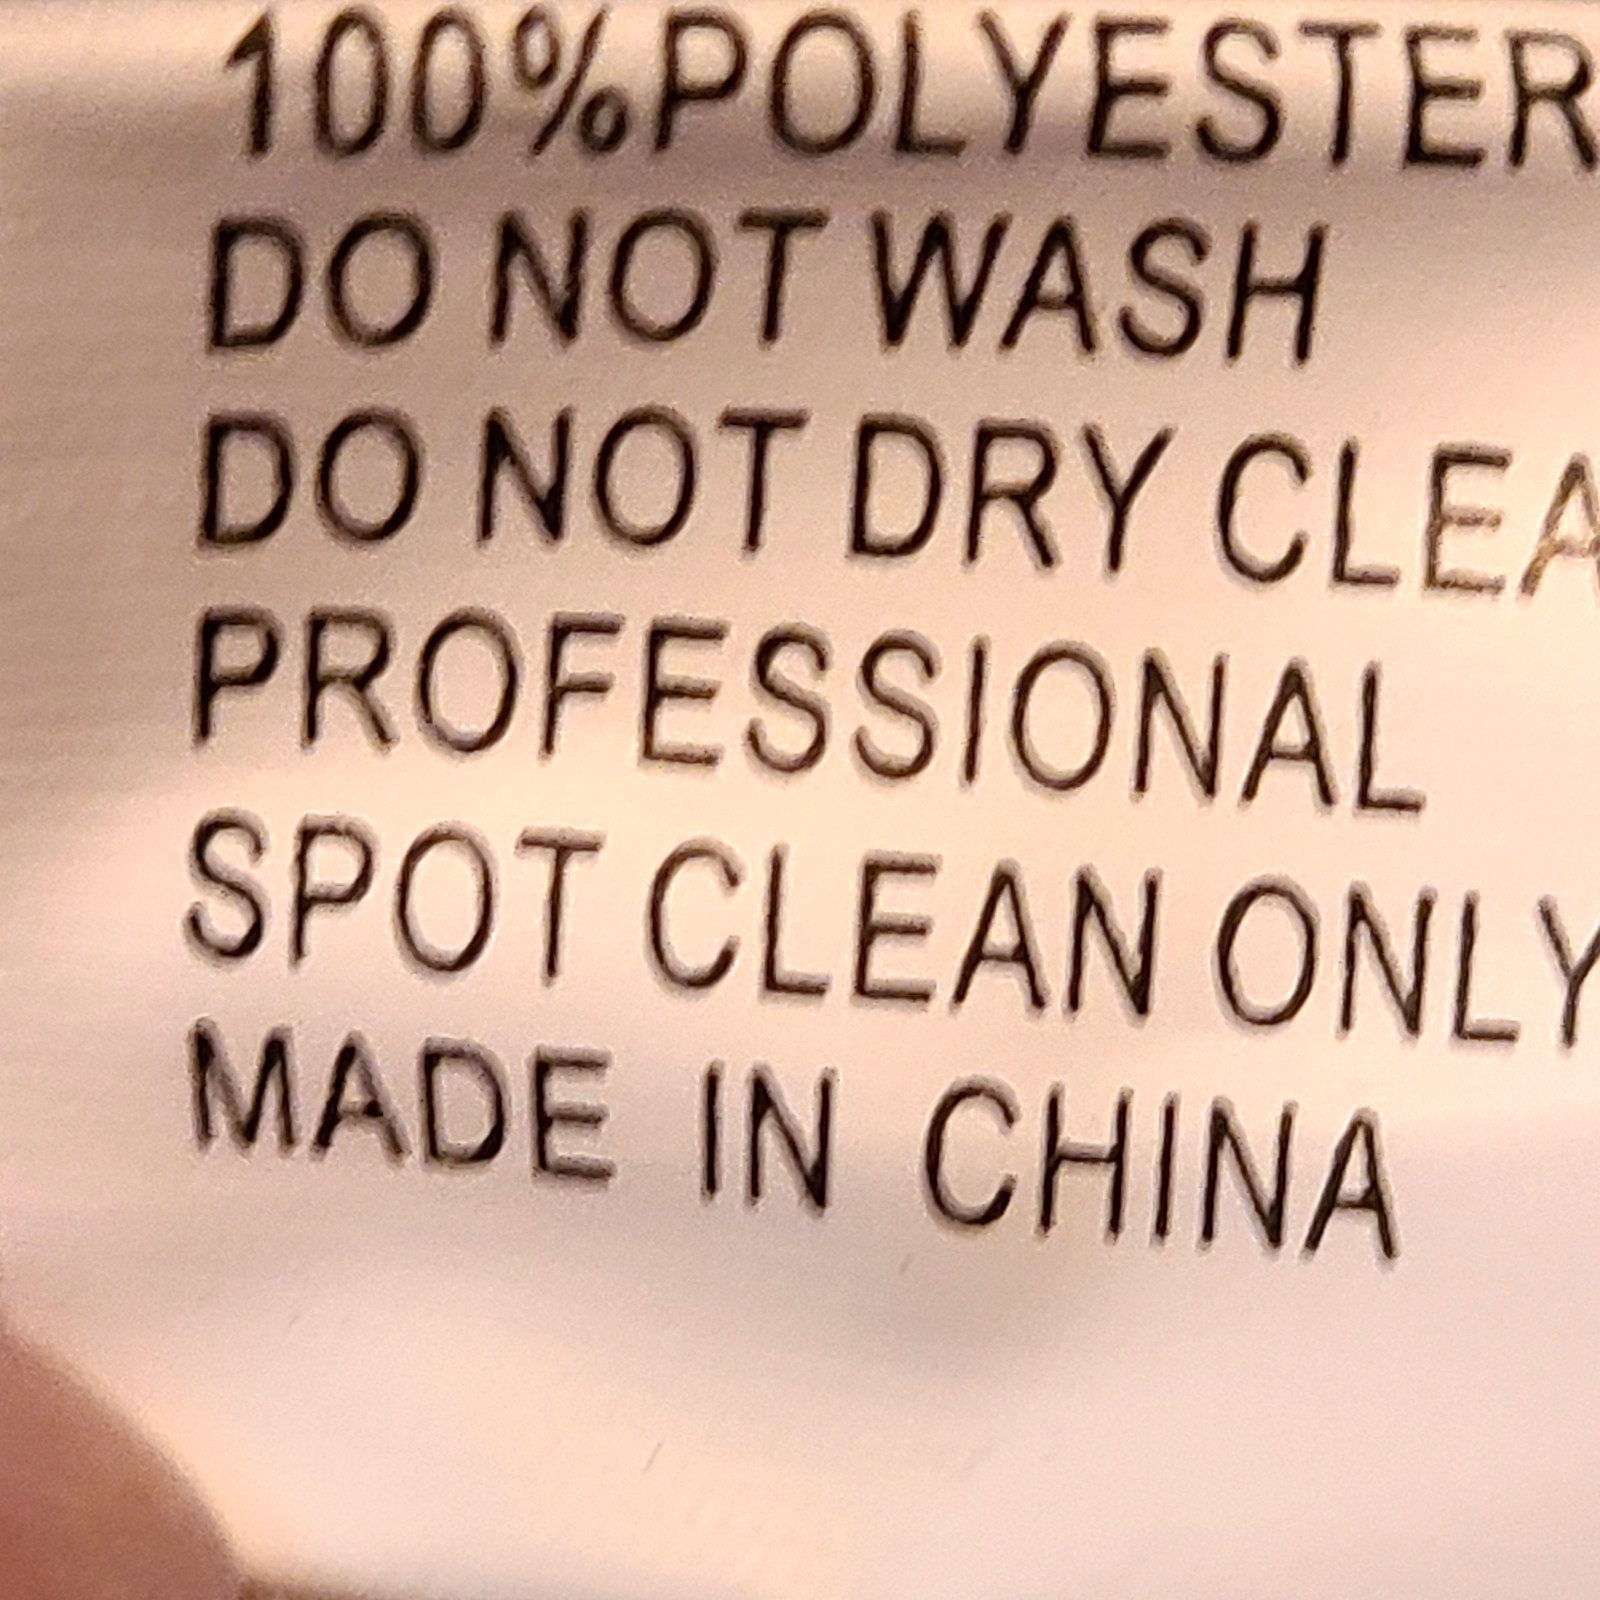 100%POLYESTER
DO NOT WASH
DO NOT DRY CLEA
PROFESSIONAL
SPOT CLEAN ONLY
MADE IN CHINA